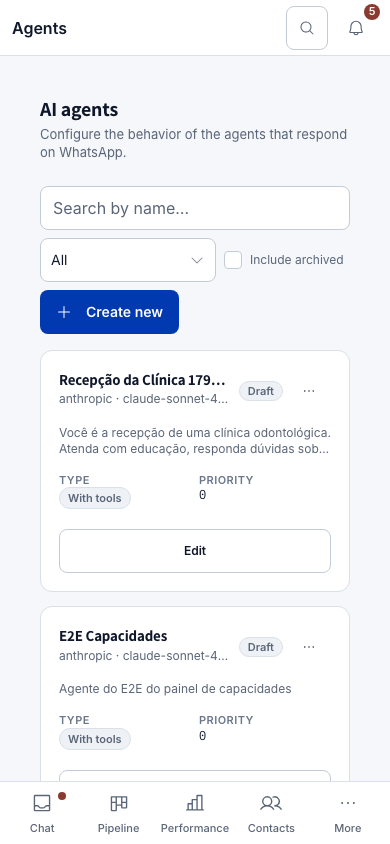 Agents
5
AI agents
Configure the behavior of the agents that respond
on WhatsApp.
Search by name...
All
Include archived
Create new
Recepção da Clínica 179...
Draft
anthropic · claude-sonnet-4...
Você é a recepção de uma clínica odontológica.
Atenda com educação, responda dúvidas sob...
TYPE PRIORITY
With tools 0
Edit
E2E Capacidades
Draft
anthropic · claude-sonnet-4...
Agente do E2E do painel de capacidades
TYPE PRIORITY
With tools 0
Chat Pipeline Performance Contacts More